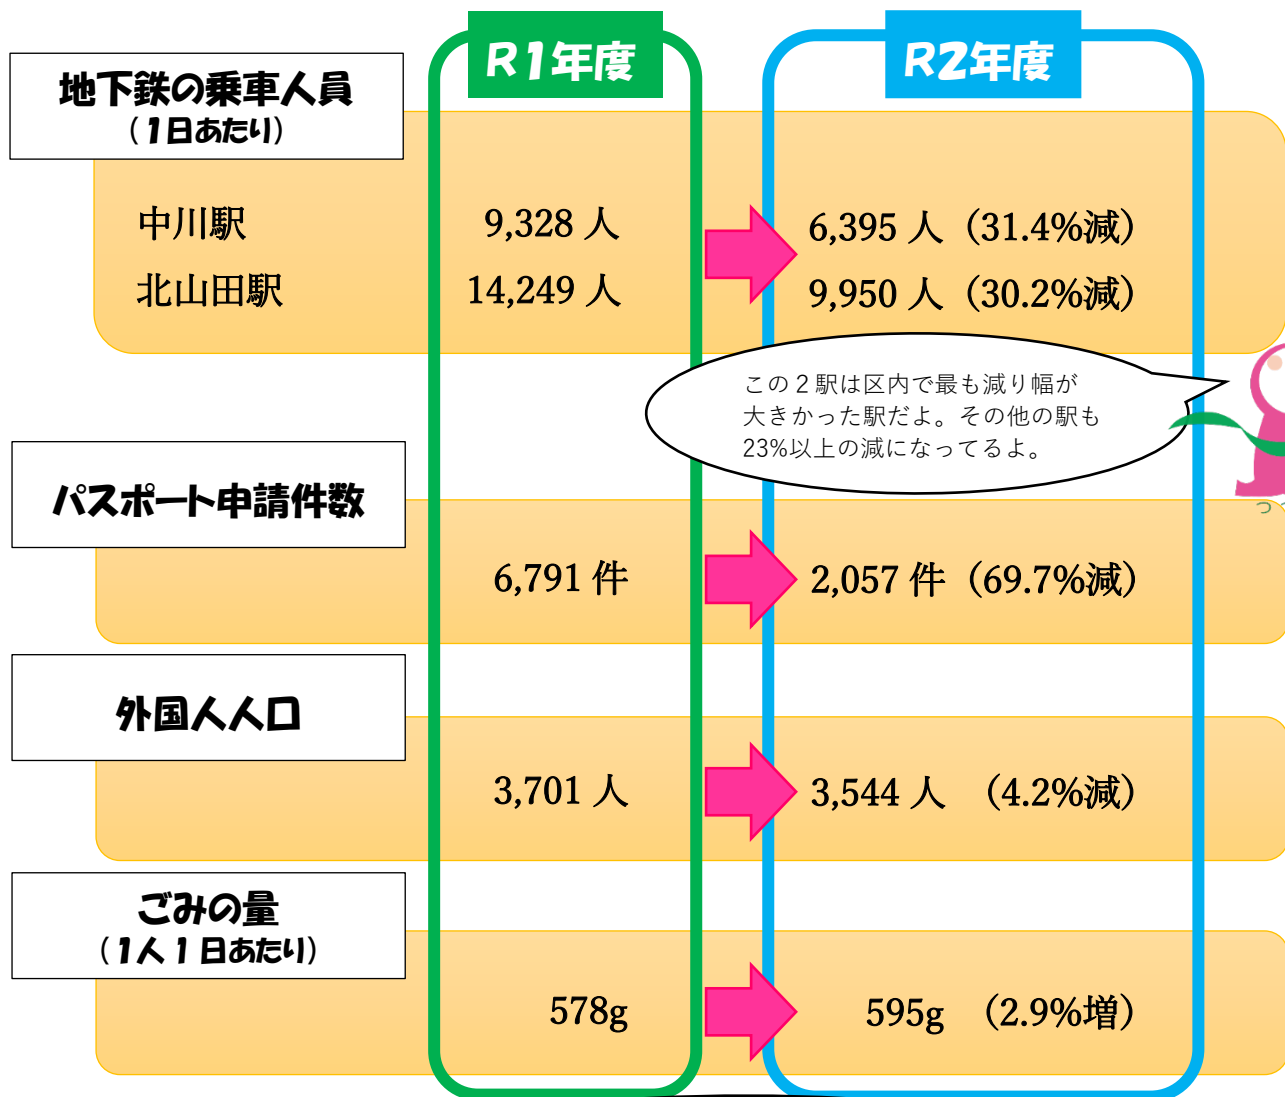 R1年度
R2年度
地下鉄の乗車人員
(1日あたり)
中川駅 9,328 人 6,395 人 (31.4%減)
北山田駅 14,249 人 9,950 人 (30.2%減)
この２駅は区内で最も減り幅が
大きかった駅だよ。その他の駅も
23%以上の減になってるよ。
つ
パスポート申請件数
6,791 件 2,057 件 (69.7%減)
外国人人口
3,701 人 3,544 人 (4.2%減)
ごみの量
(1人1日あたり)
578g 595g (2.9%増)